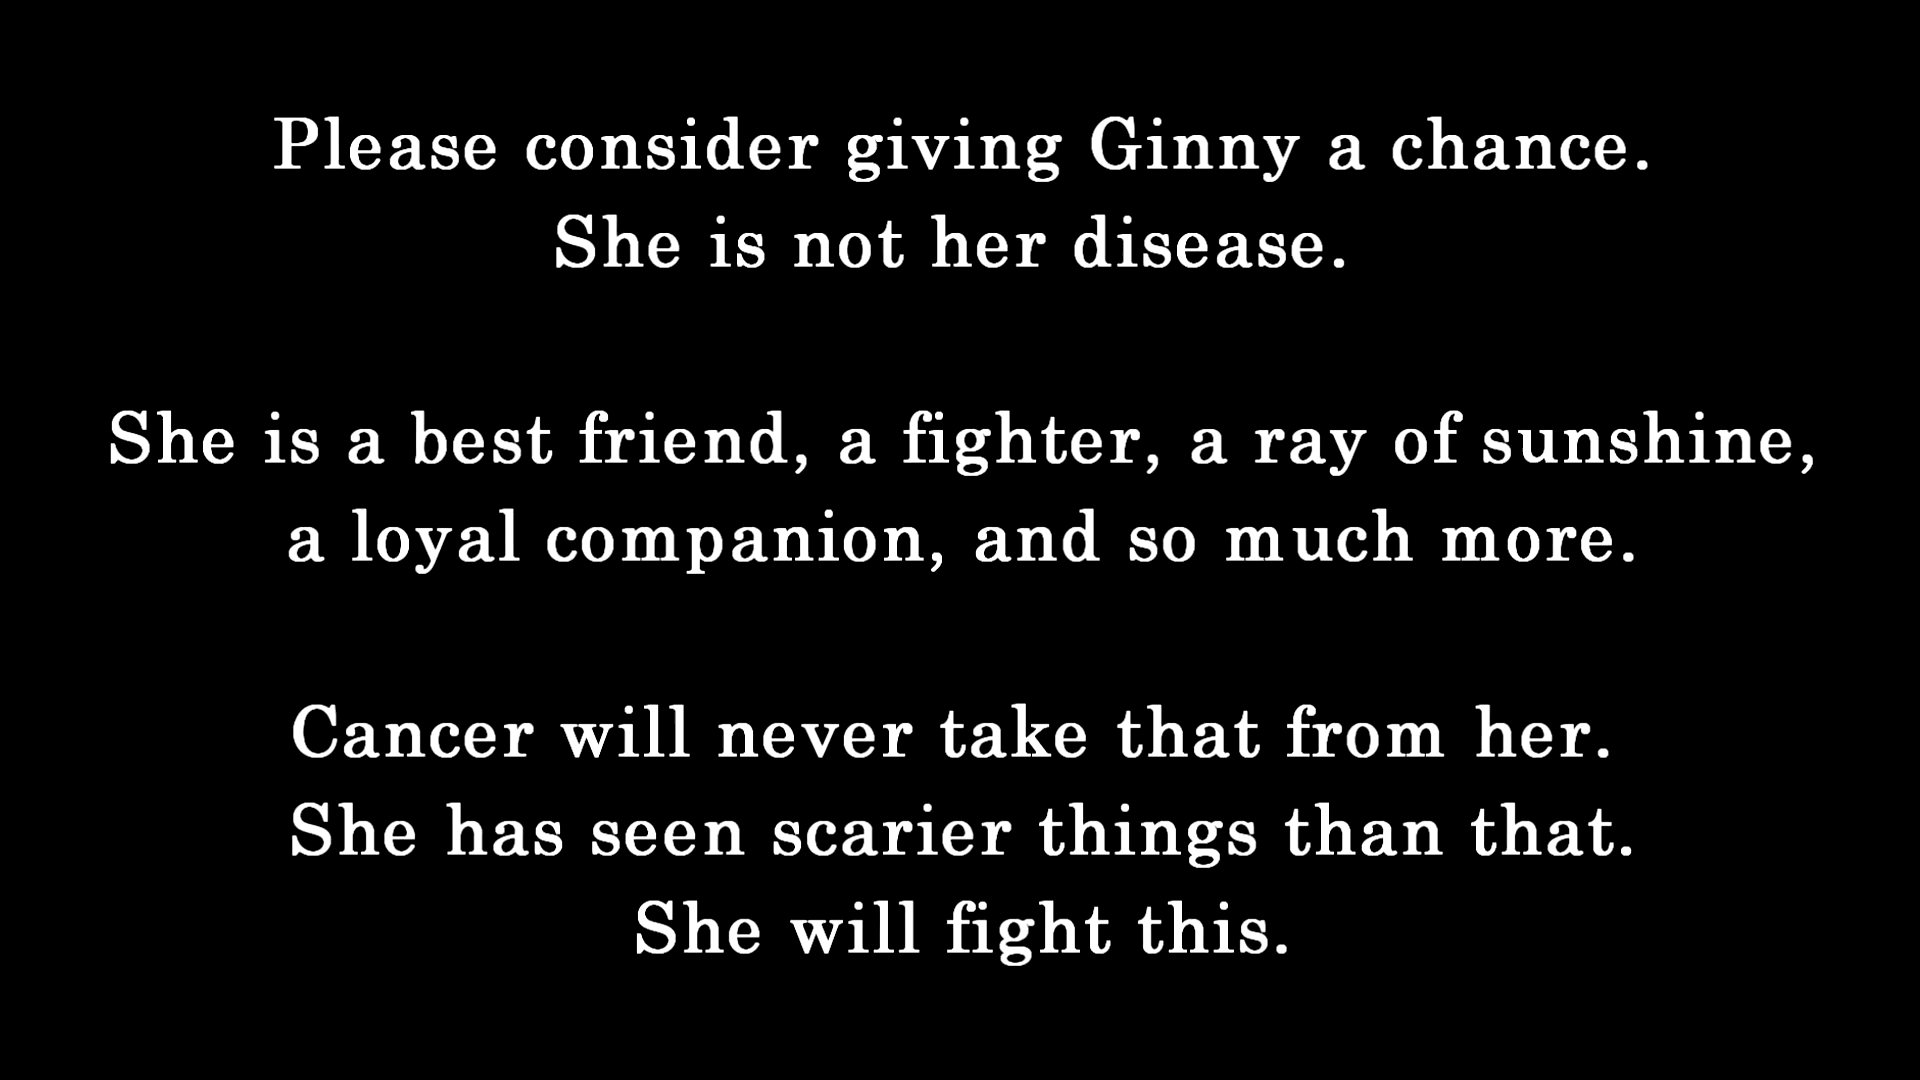 Please consider giving Ginny a chance.
She is not her disease.
She is a best friend, a fighter, a ray of sunshine,
a loyal companion, and so much more.
Cancer will never take that from her.
She has seen scarier things than that.
She will fight this.